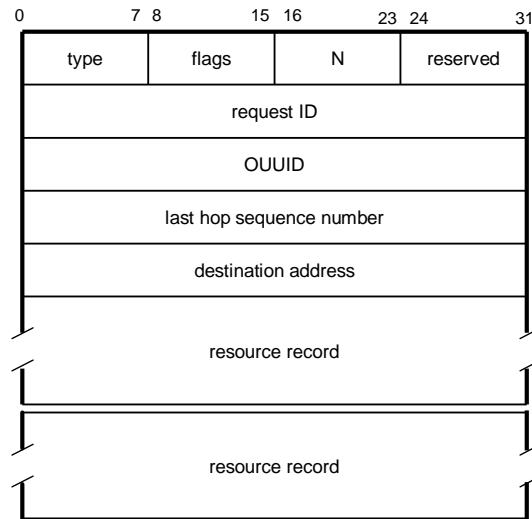 0 7 8 15 16 23 24 31
type flags N reserved
request ID
OUUID
last hop sequence number
destination address
resource record
resource record